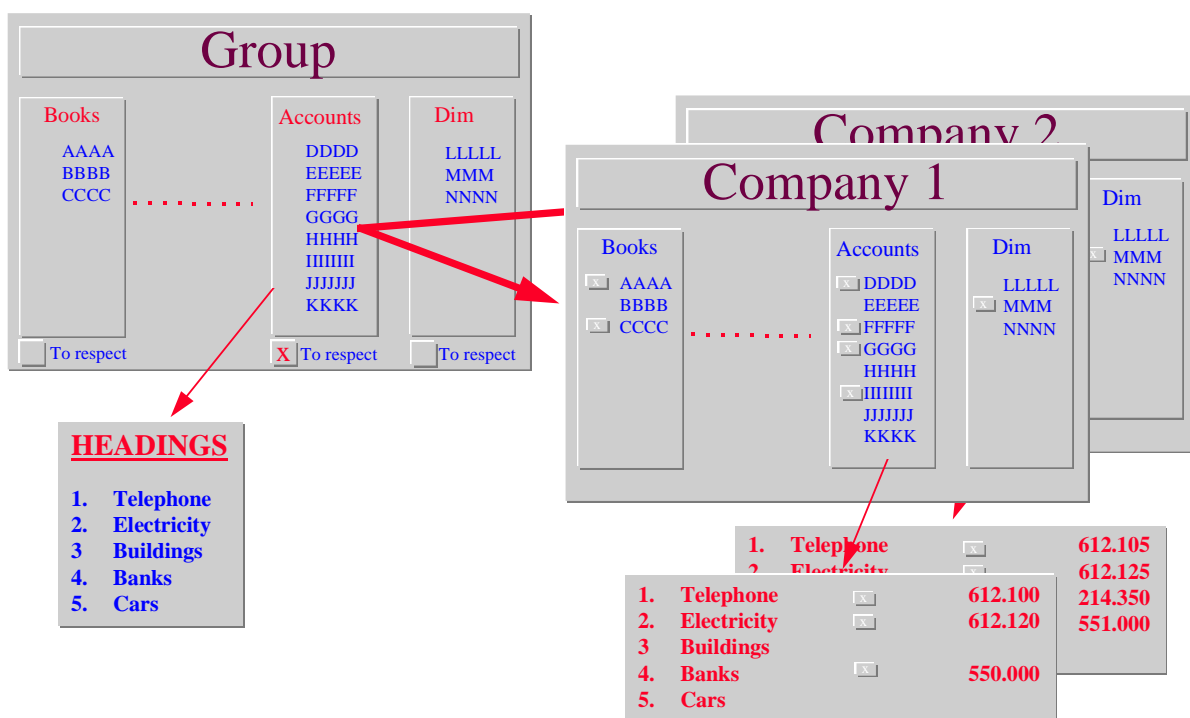 Group
Books
AAAA
BBBB
CCCC
To respect
Accounts
DDDD
EEEEE
FFFFF
GGGG
HHHH
IIIIIIII
JJJJJJJ
KKKK
X To respect
Dim
LLLLL
MMM
NNNN
To respect
Company 2
Dim
LLLLL
x MMM
NNNN
Company 1
Books
x AAAA
BBBB
x CCCC
Accounts
x DDDD
EEEEE
x FFFFF
x GGGG
HHHH
x IIIIIIII
JJJJJJJ
KKKK
Dim
LLLLL
x MMM
NNNN
HEADINGS
1. Telephone
2. Electricity
3 Buildings
4. Banks
5. Cars
1. Telephone x 612.105
2. Electricity x 612.125
214.350
551.000
1. Telephone x 612.100
2. Electricity x 612.120
3 Buildings
4. Banks x 550.000
5. Cars